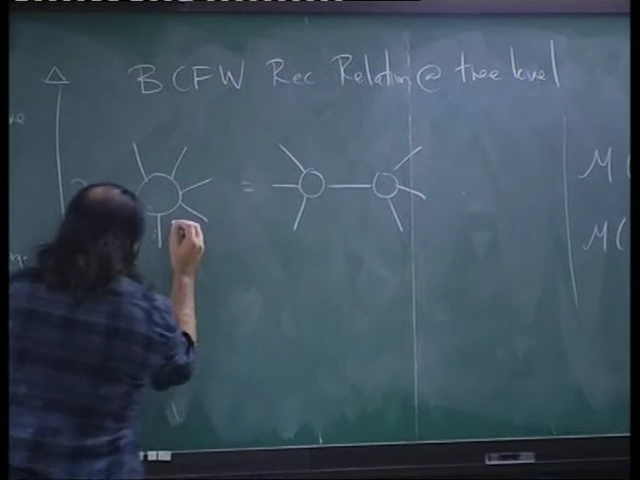 BCFW Rec. Relation @ tree level
=
M(
M(